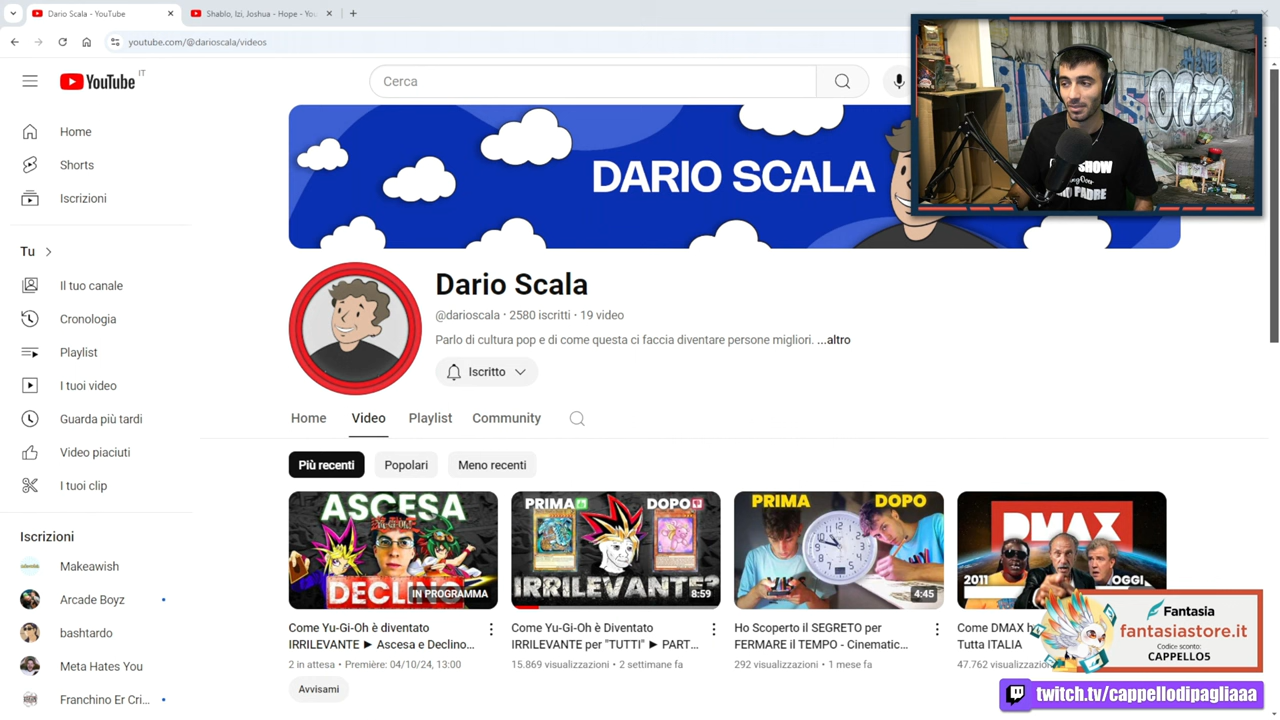 Dario Scala - YouTube
Shablo, Izi, Joshua - Hope - You
youtube.com/@darioscala/videos
YouTube
IT
Cerca
Home
Shorts
Iscrizioni
Tu
Il tuo canale
Cronologia
Playlist
I tuoi video
Guarda più tardi
Video piaciuti
I tuoi clip
Iscrizioni
Makeawish
Arcade Boyz
bashtardo
Meta Hates You
Franchino Er Cri...
DARIO SCALA
Dario Scala
@darioscala · 2580 iscritti · 19 video
Parlo di cultura pop e di come questa ci faccia diventare persone migliori. ...altro
Iscritto
Home
Video
Playlist
Community
Più recenti
Popolari
Meno recenti
ASCESA
DECLINO
IN PROGRAMMA
Come Yu-Gi-Oh è diventato
IRRILEVANTE ► Ascesa e Declino...
2 in attesa • Première: 04/10/24, 13:00
Avvisami
PRIMA
DOPO
IRRILEVANTE?
8:59
Come Yu-Gi-Oh è Diventato
IRRILEVANTE per "TUTTI" ► PART...
15.869 visualizzazioni • 2 settimane fa
PRIMA
DOPO
4:45
Ho Scoperto il SEGRETO per
FERMARE il TEMPO - Cinematic...
292 visualizzazioni • 1 mese fa
DMAX
2011
OGGI
Come DMAX h
Tutta ITALIA
47.762 visualizzazioni
SHOW
PADRE
Fantasia
fantasiastore.it
Codice sconto:
CAPPELLO5
twitch.tv/cappellodipagliaaa